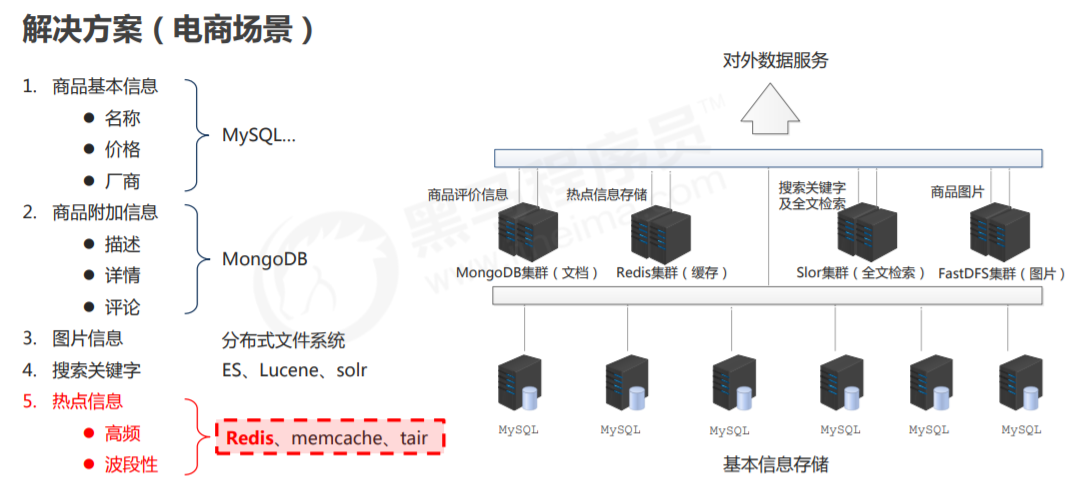 解决方案（电商场景）
1. 商品基本信息
● 名称
● 价格
● 厂商
MySQL...
2. 商品附加信息
● 描述
● 详情
● 评论
MongoDB
3. 图片信息
分布式文件系统
4. 搜索关键字
ES、Lucene、solr
5. 热点信息
● 高频
● 波段性
Redis、memcache、tair
对外数据服务
商品评价信息
热点信息存储
搜索关键字
及全文检索
商品图片
MongoDB集群（文档）
Redis集群（缓存）
Slor集群（全文检索）
FastDFS集群（图片）
MySQL
MySQL
MySQL
MySQL
MySQL
MySQL
基本信息存储
黑马程序员™
www.itheima.com